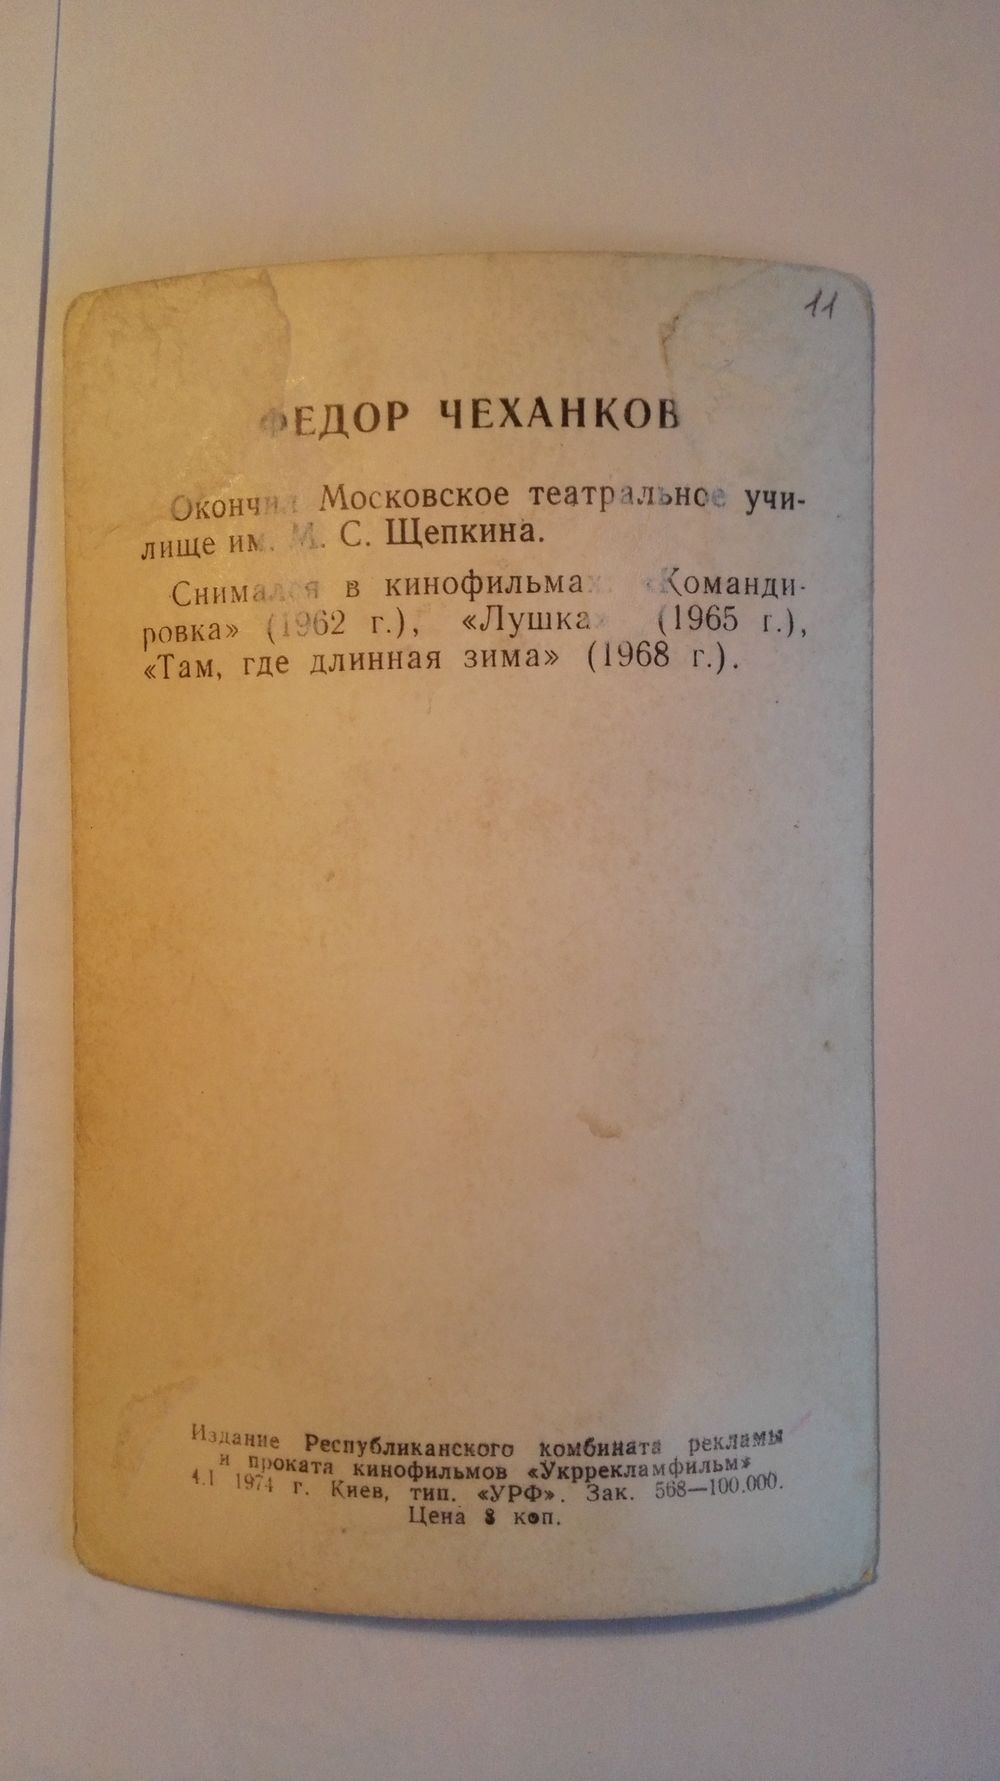 11
ФЕДОР ЧЕХАНКОВ
Окончил Московское театральное учи-
лище им. М. С. Щепкина.
Снимался в кинофильмах: «Команди-
ровка» (1962 г.), «Лушка» (1965 г.),
«Там, где длинная зима» (1968 г.).
Издание Республиканского комбината рекламы
и проката кинофильмов «Укррекламфильм»
4.I 1974 г. Киев, тип. «УРФ». Зак. 568—100.000.
Цена 8 коп.